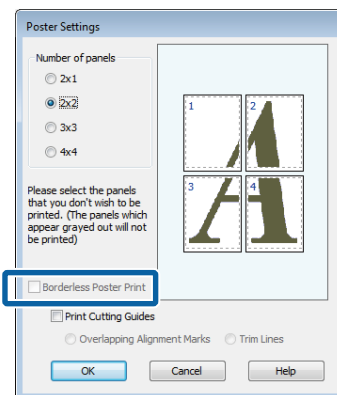 Poster Settings
Number of panels
2x1
2x2
3x3
4x4
1
2
3
4
A
Please select the panels
that you don't wish to be
printed. (The panels which
appear grayed out will not
be printed)
Borderless Poster Print
Print Cutting Guides
Overlapping Alignment Marks
Trim Lines
OK
Cancel
Help